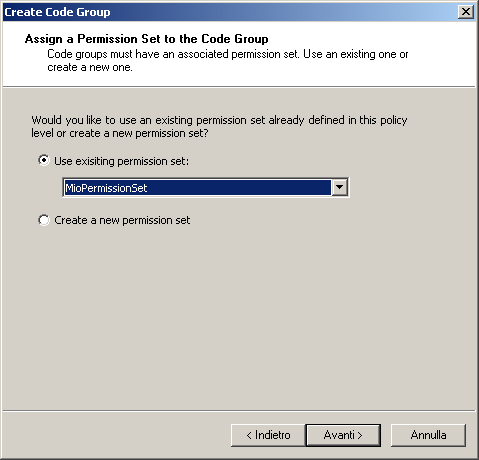 Create Code Group
Assign a Permission Set to the Code Group
Code groups must have an associated permission set. Use an existing one or
create a new one.
Would you like to use an existing permission set already defined in this policy
level or create a new permission set?
Use exisiting permission set:
MioPermissionSet
Create a new permission set
< Indietro
Avanti >
Annulla